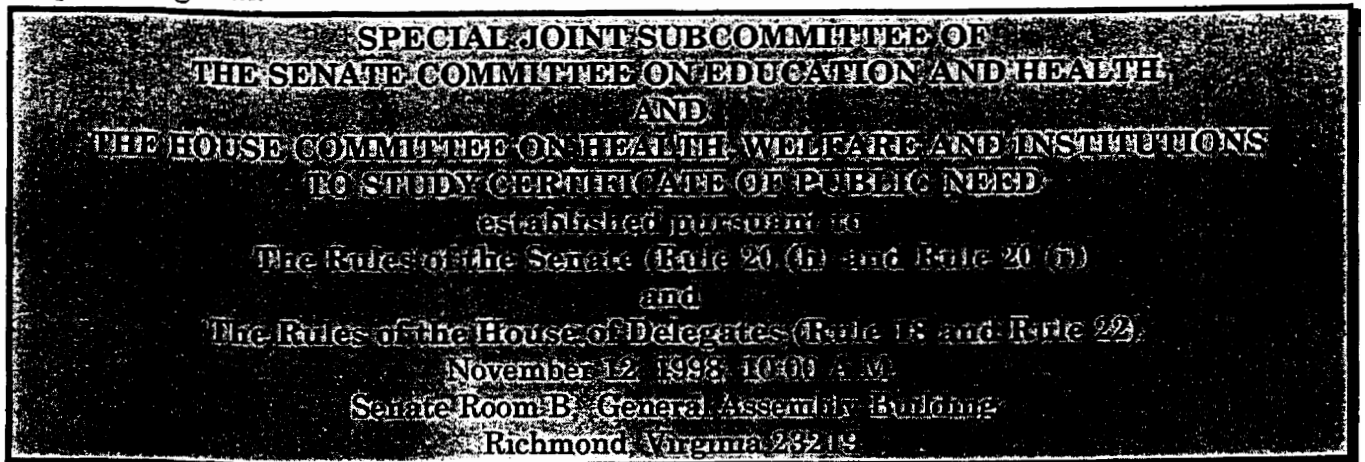 SPECIAL JOINT SUBCOMMITTEE OF
THE SENATE COMMITTEE ON EDUCATION AND HEALTH
AND
THE HOUSE COMMITTEE ON HEALTH WELFARE AND INSTITUTIONS
TO STUDY CERTIFICATE OF PUBLIC NEED
established pursuant to
The Rules of the Senate (Rule 20 (h) and Rule 20 (i))
and
The Rules of the House of Delegates (Rule 18 and Rule 22)
November 12, 1998, 10:00 A.M.
Senate Room B, General Assembly Building
Richmond, Virginia 23219